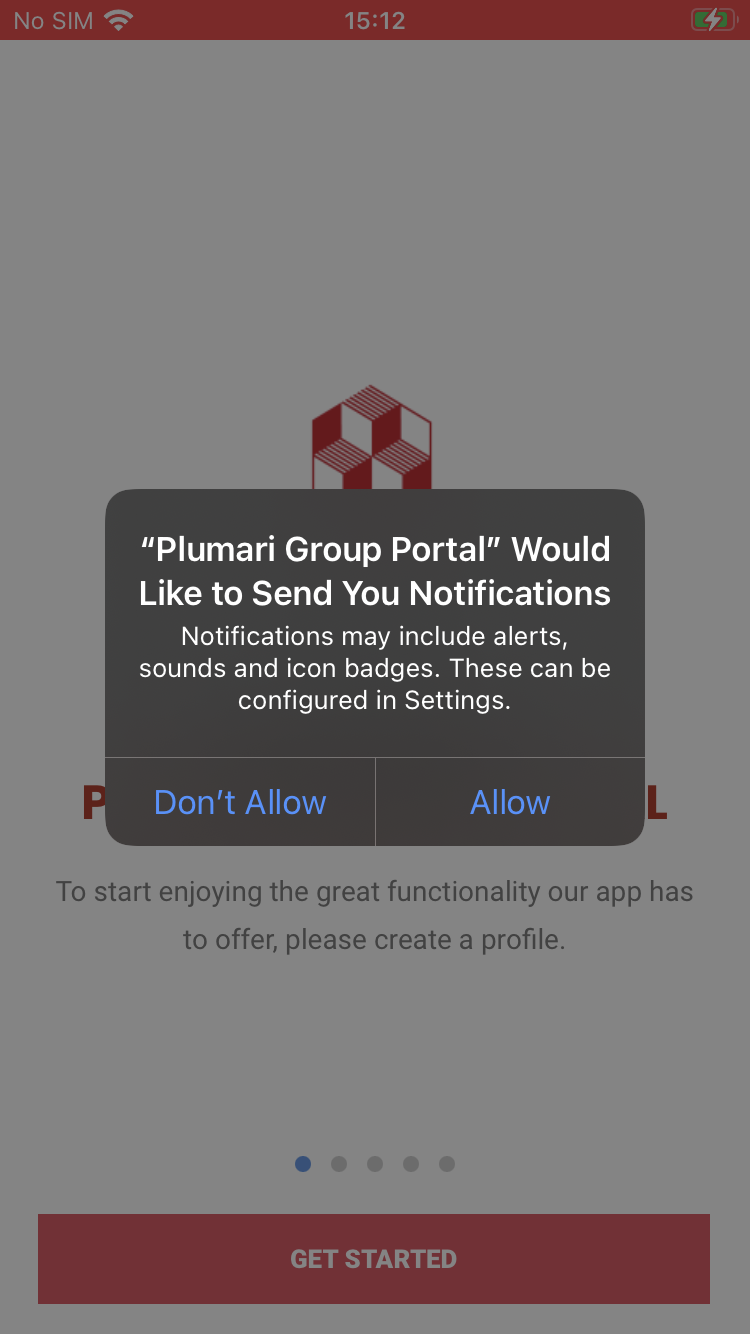 No SIM 15:12
“Plumari Group Portal” Would
Like to Send You Notifications
Notifications may include alerts,
sounds and icon badges. These can be
configured in Settings.
Don’t Allow Allow
To start enjoying the great functionality our app has
to offer, please create a profile.
GET STARTED